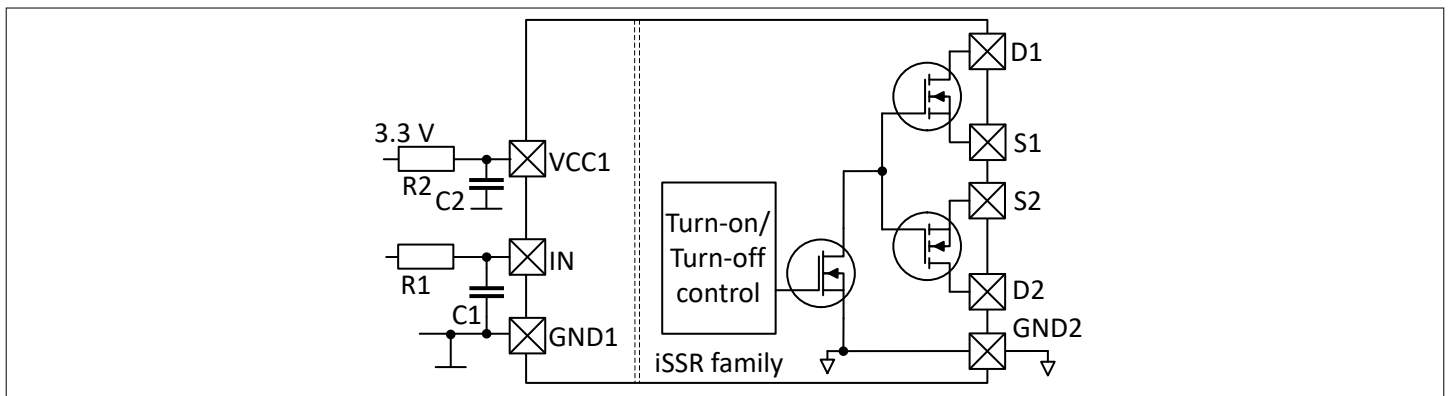 D1
3.3 V
S1
VCC1
R2
C2
S2
Turn-on/
Turn-off
control
IN
R1
D2
C1
GND1
GND2
iSSR family